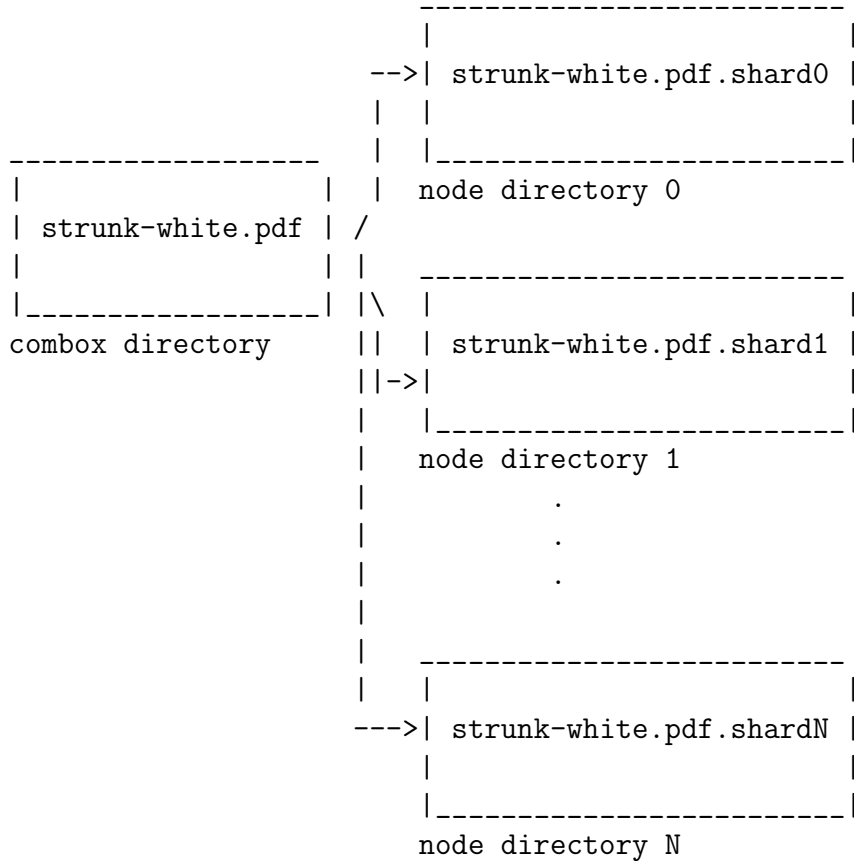 strunk-white.pdf.shard0
node directory 0
strunk-white.pdf
combox directory
strunk-white.pdf.shard1
node directory 1
.
.
.
strunk-white.pdf.shardN
node directory N